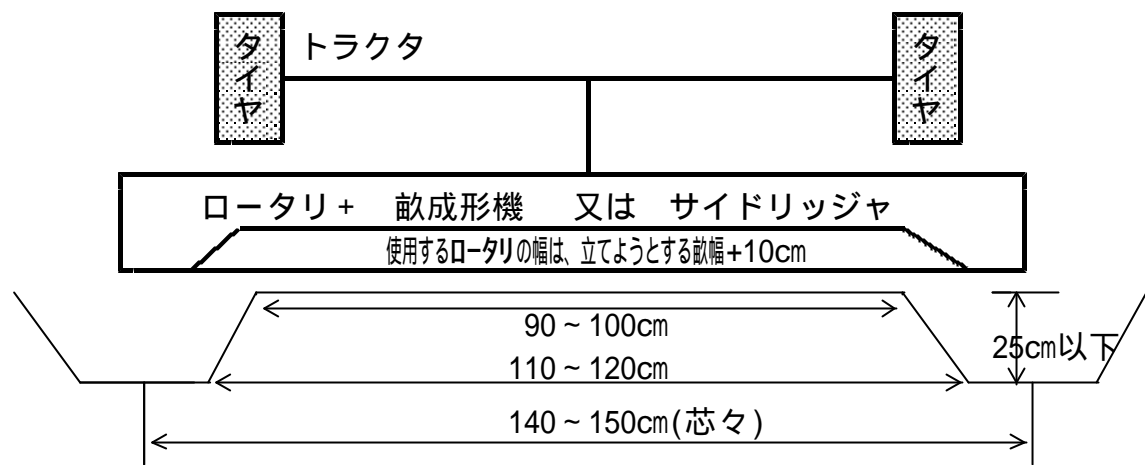 タイヤ
トラクタ
タイヤ
ロータリ+ 畝成形機 又は サイドリッジャ
使用するロータリの幅は、立てようとする畝幅+10cm
90～100cm
25cm以下
110～120cm
140～150cm(芯々)